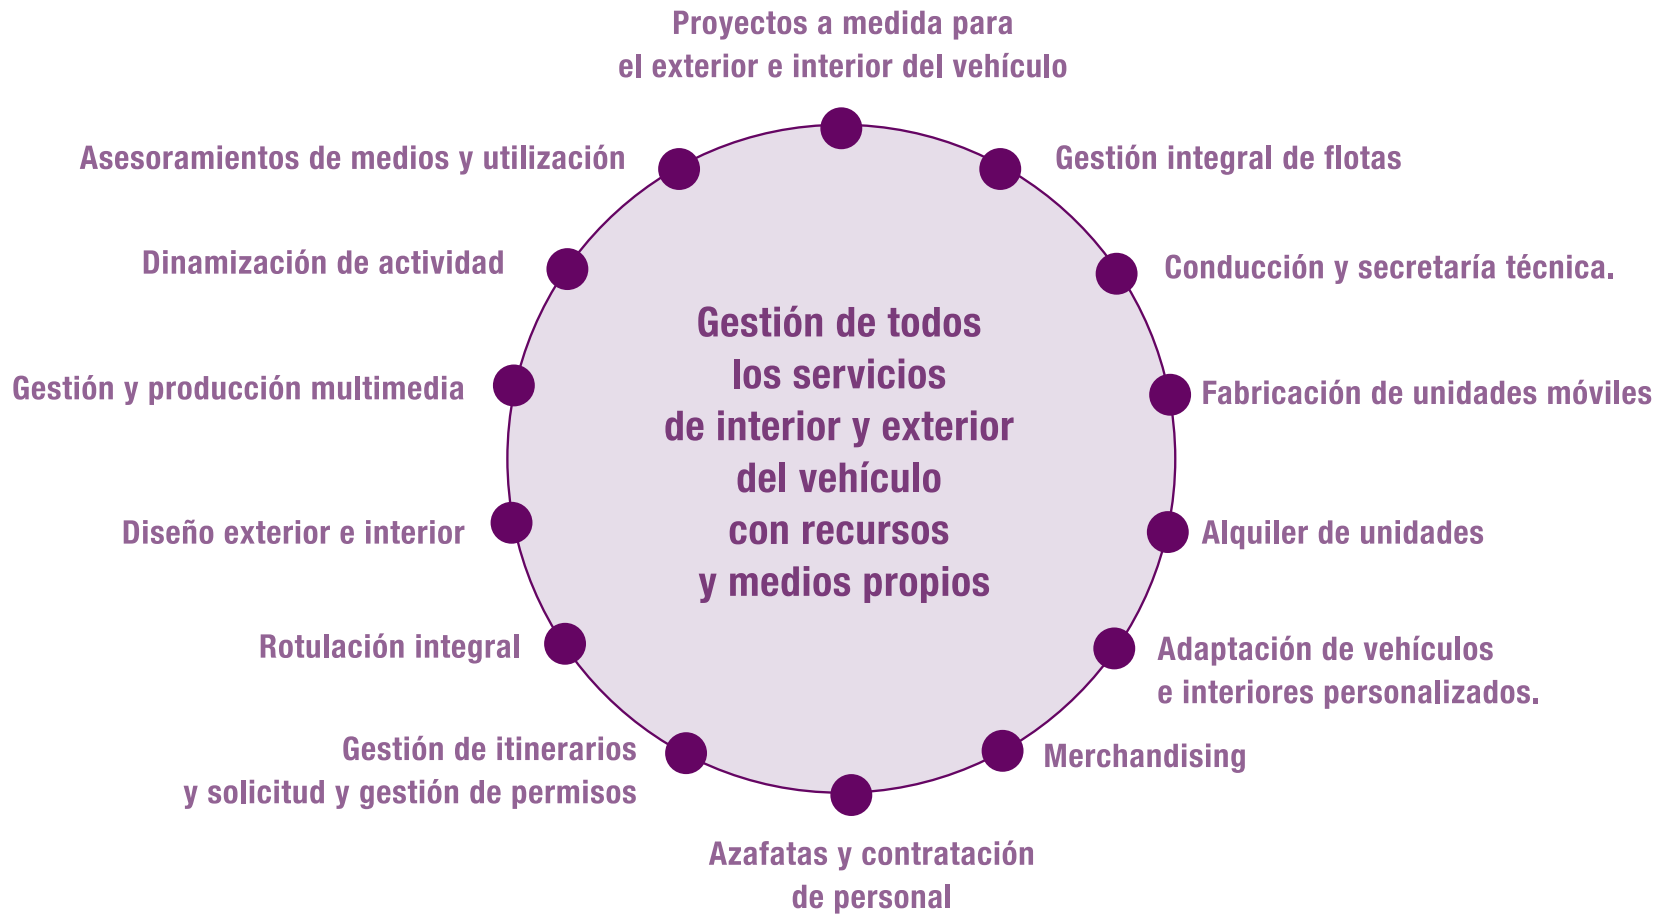 Proyectos a medida para
el exterior e interior del vehículo
Asesoramientos de medios y utilización
Gestión integral de flotas
Dinamización de actividad
Conducción y secretaría técnica.
Gestión y producción multimedia
Fabricación de unidades móviles
Gestión de todos
los servicios
de interior y exterior
del vehículo
con recursos
y medios propios
Diseño exterior e interior
Alquiler de unidades
Rotulación integral
Adaptación de vehículos
e interiores personalizados.
Gestión de itinerarios
y solicitud y gestión de permisos
Merchandising
Azafatas y contratación
de personal